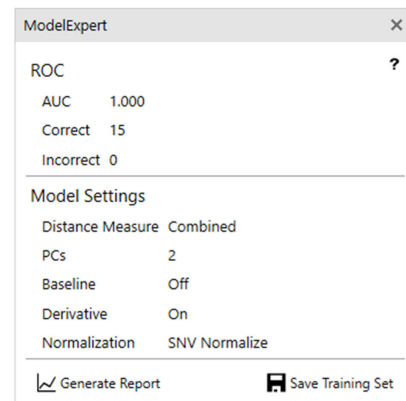 ModelExpert ×
ROC ?
AUC 1.000
Correct 15
Incorrect 0
Model Settings
Distance Measure Combined
PCs 2
Baseline Off
Derivative On
Normalization SNV Normalize
Generate Report Save Training Set